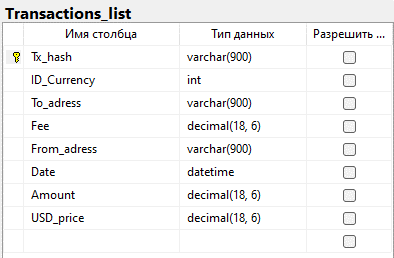 Transactions_list
Имя столбца Тип данных Разрешить ...
Tx_hash varchar(900)
ID_Currency int
To_adress varchar(900)
Fee decimal(18, 6)
From_adress varchar(900)
Date datetime
Amount decimal(18, 6)
USD_price decimal(18, 6)